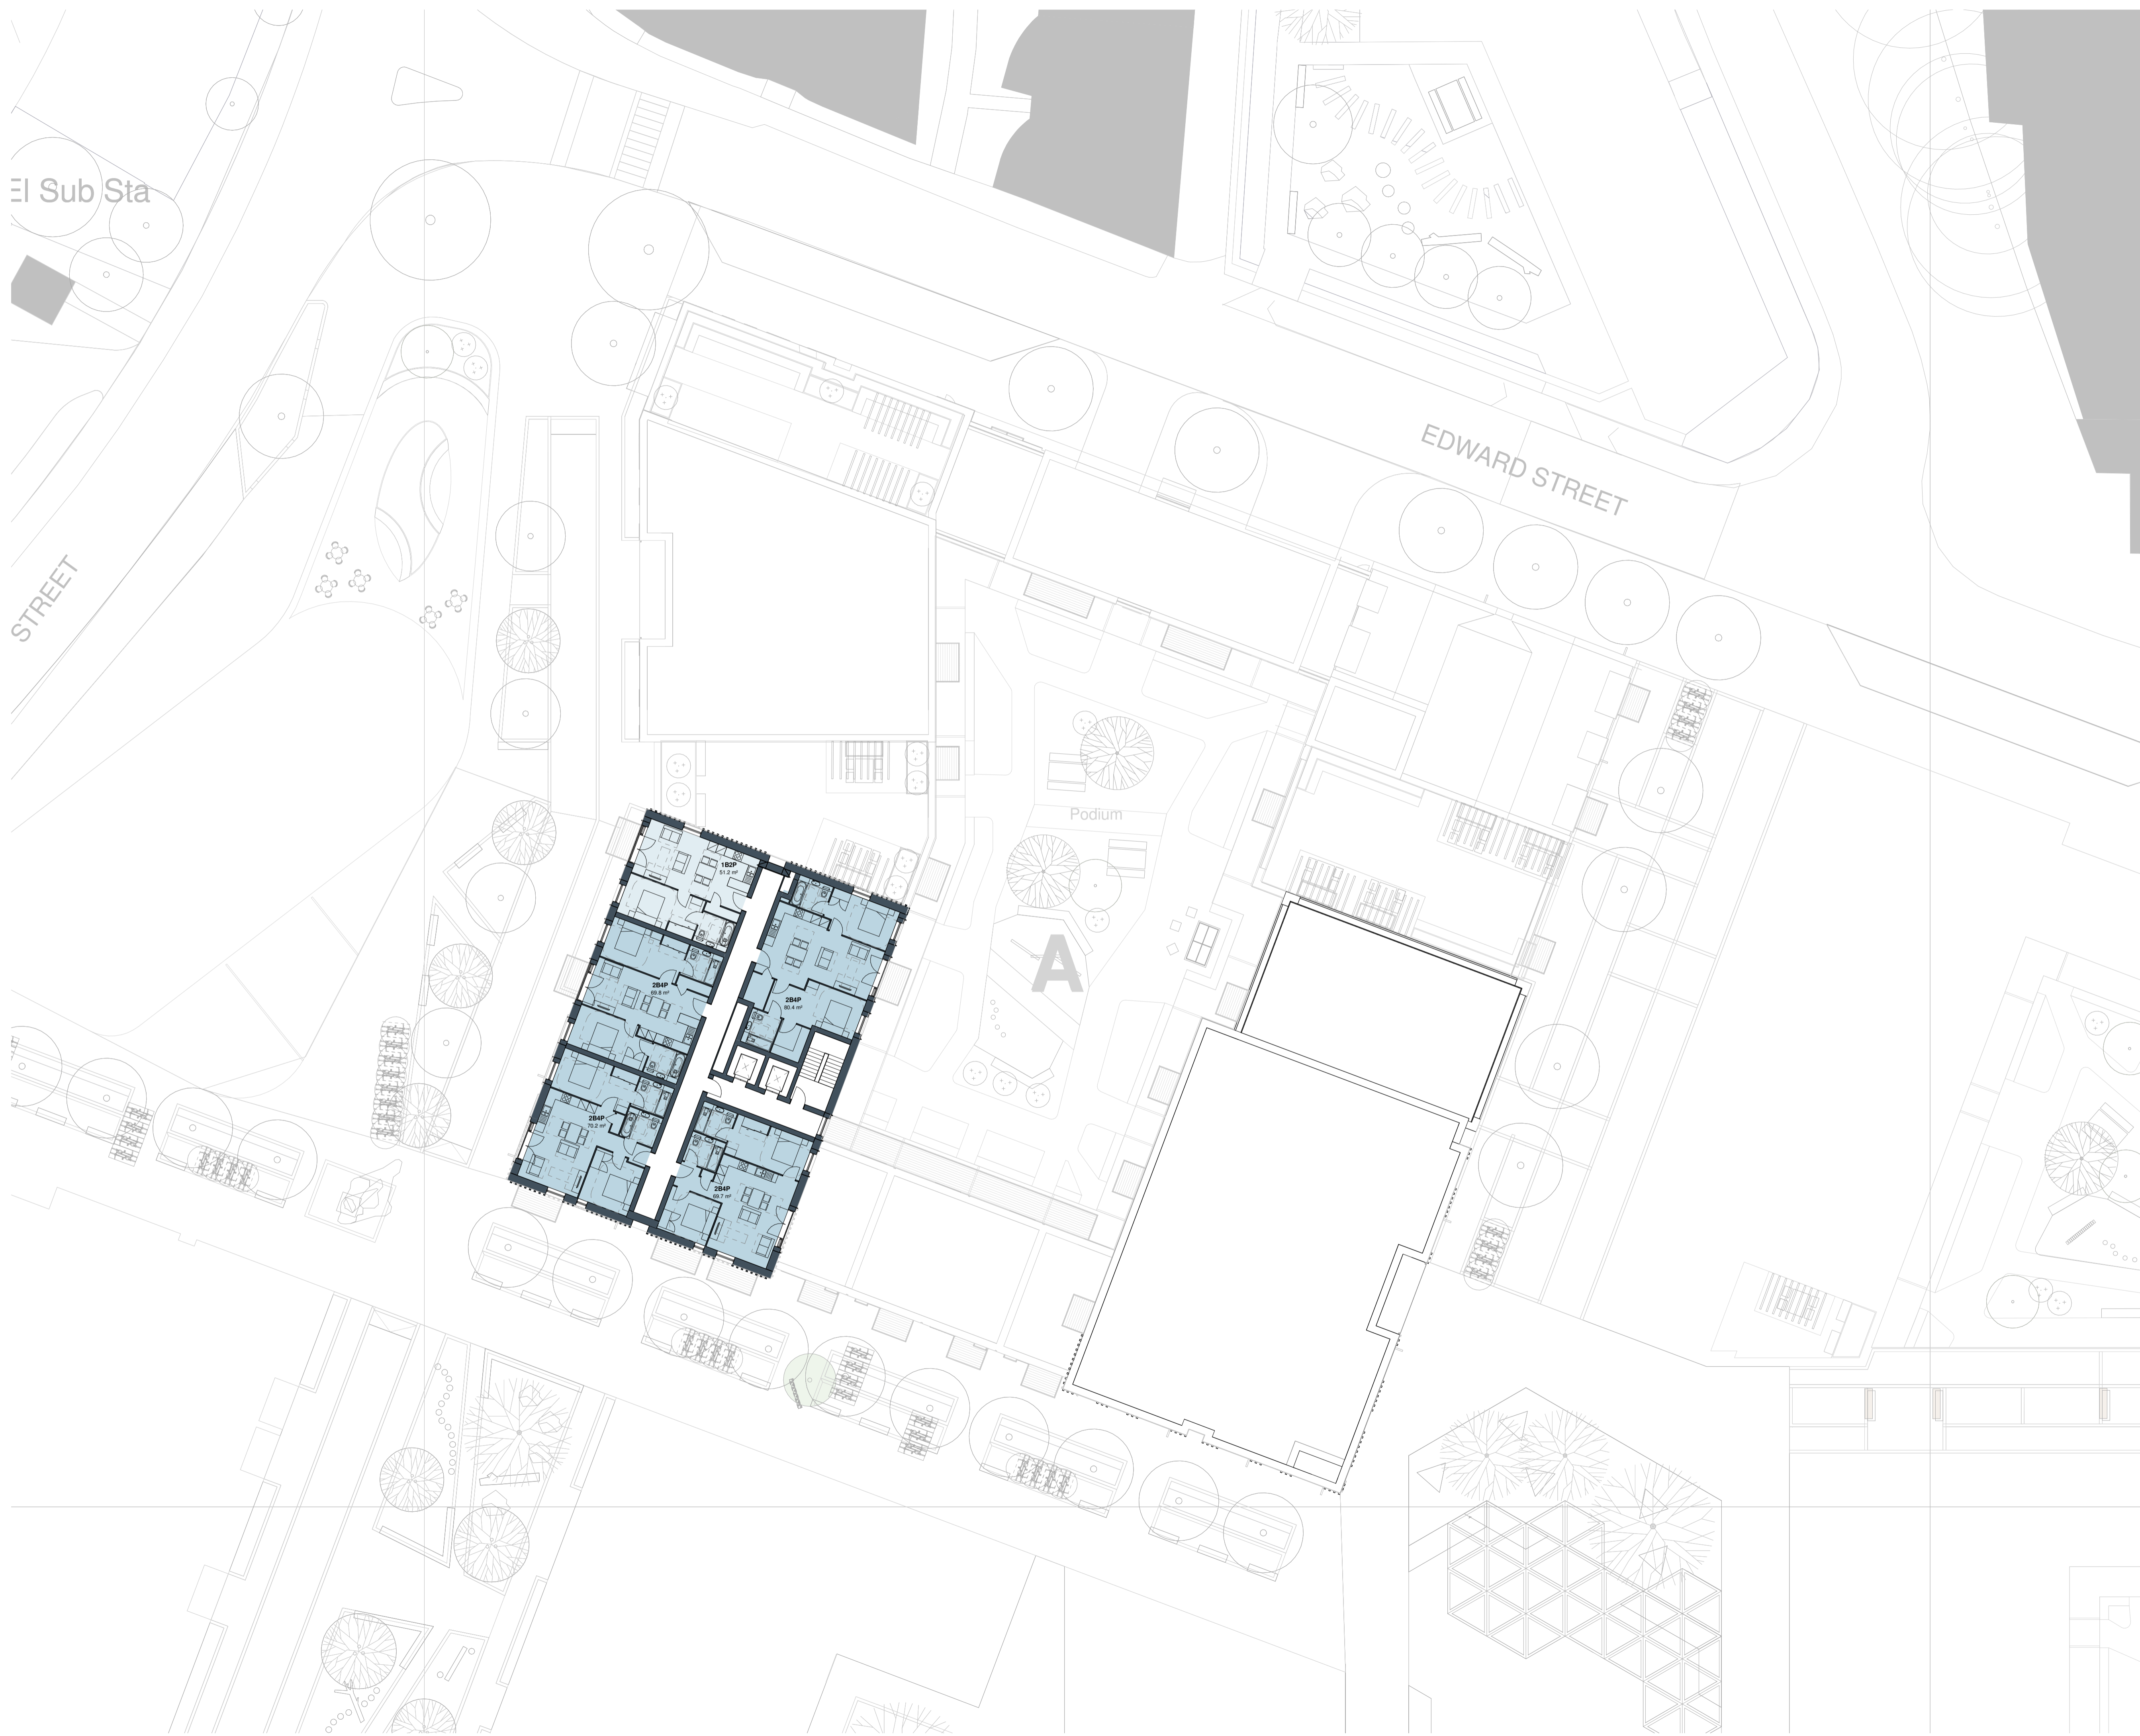 El Sub Sta
EDWARD STREET
STREET
Podium
1B2P
51.2 m²
A
2B4P
69.8 m²
2B4P
80.4 m²
2B4P
70.2 m²
2B4P
69.7 m²